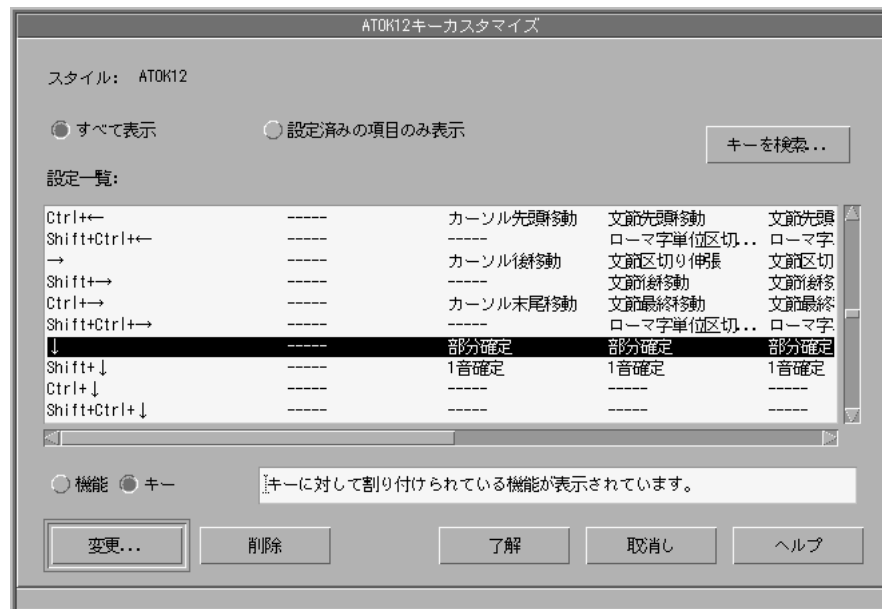 ATOK12キーカスタマイズ
スタイル: ATOK12
すべて表示 設定済みの項目のみ表示
キーを検索...
設定一覧:
Ctrl+← ----- カーソル先頭移動 文節先頭移動 文節先頭
Shift+Ctrl+← ----- ----- ローマ字単位区切... ローマ字
→ ----- カーソル後移動 文節区切り伸張 文節区切
Shift+→ ----- ----- 文節後移動 文節後移
Ctrl+→ ----- カーソル末尾移動 文節最終移動 文節最終
Shift+Ctrl+→ ----- ----- ローマ字単位区切... ローマ字
↓ ----- 部分確定 部分確定 部分確定
Shift+↓ ----- 1音確定 1音確定 1音確定
Ctrl+↓ ----- ----- ----- -----
Shift+Ctrl+↓ ----- ----- ----- -----
機能 キー キーに対して割り付けられている機能が表示されています。
変更... 削除 了解 取消し ヘルプ